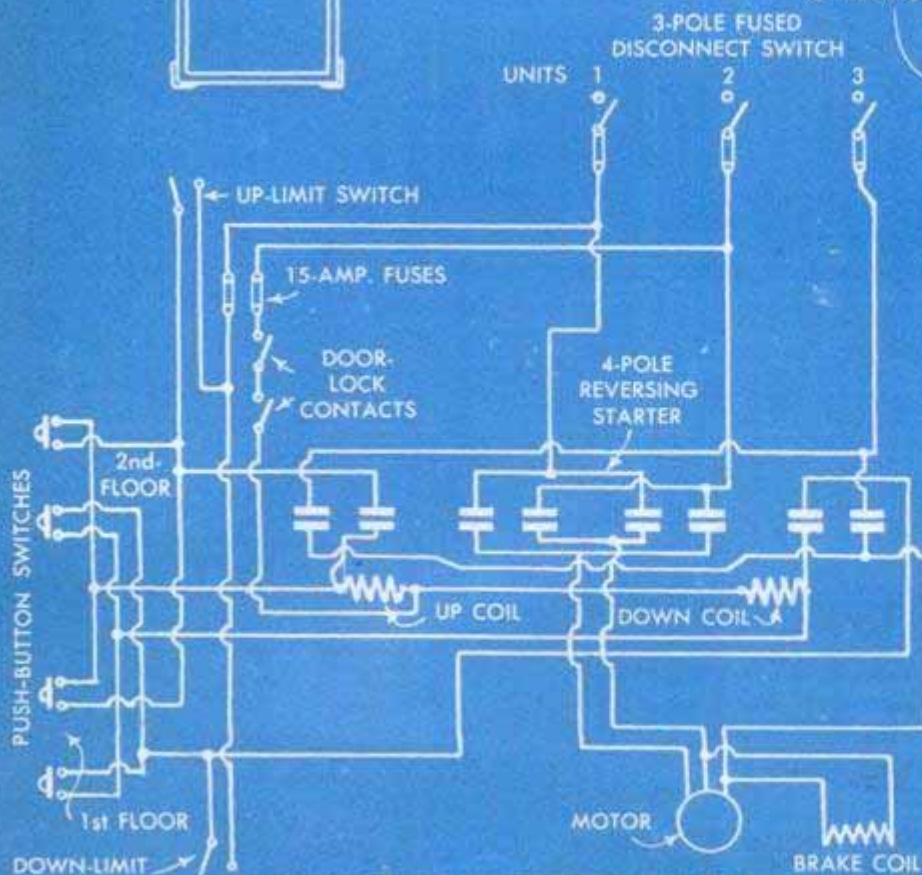 3-POLE FUSED
DISCONNECT SWITCH
UNITS 1 2 3
UP-LIMIT SWITCH
15-AMP. FUSES
DOOR-
LOCK
CONTACTS
4-POLE
REVERSING
STARTER
2nd-
FLOOR
PUSH-BUTTON SWITCHES
UP COIL
DOWN COIL
1st FLOOR
MOTOR
DOWN-LIMIT
BRAKE COIL